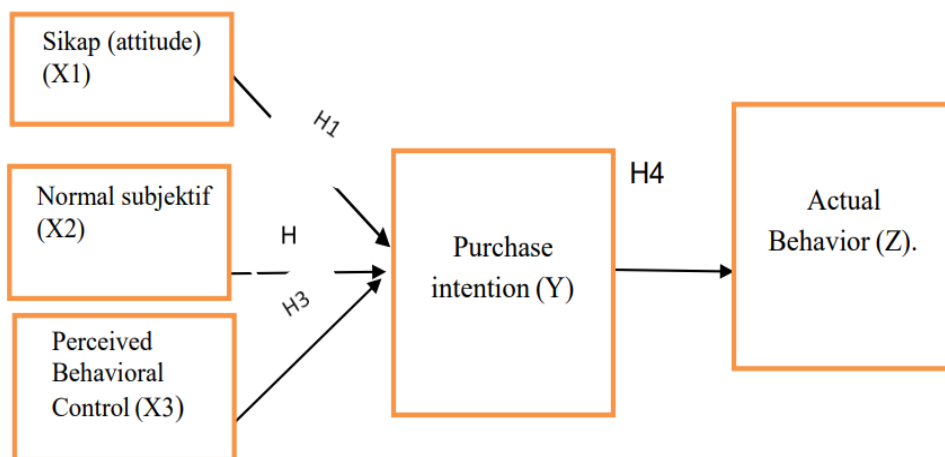 Sikap (attitude)
(X1)
H1
Normal subjektif
(X2)
H
H3
Perceived
Behavioral
Control (X3)
Purchase
intention (Y)
H4
Actual
Behavior (Z).